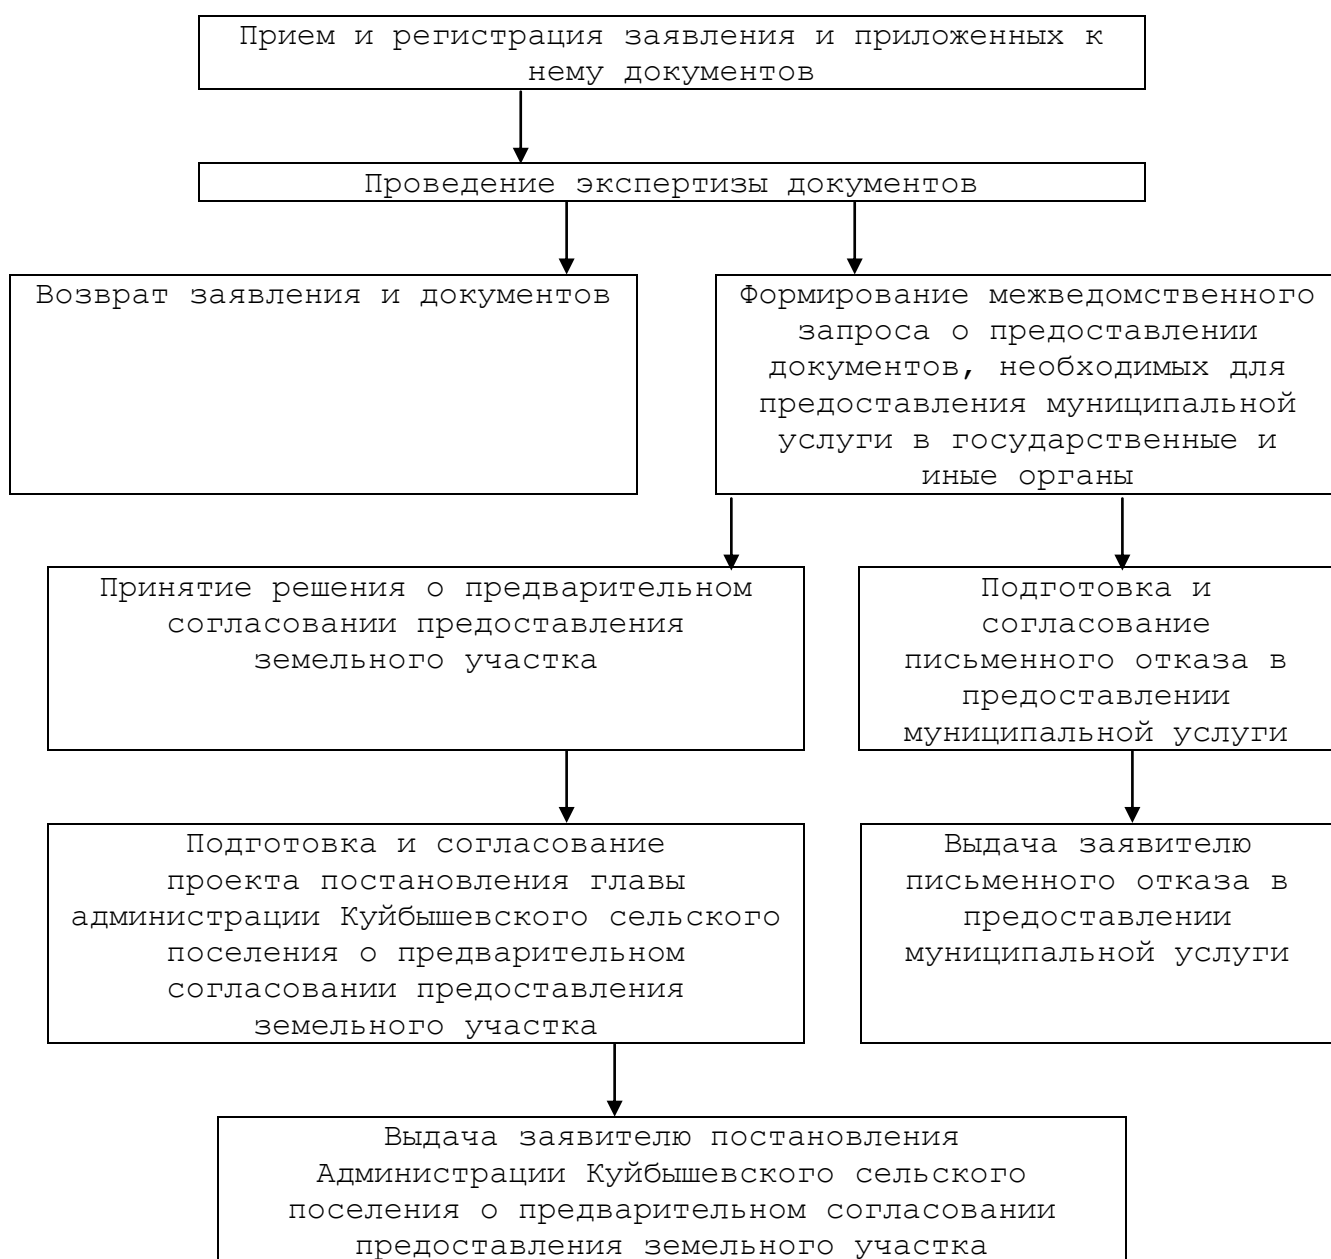 Прием и регистрация заявления и приложенных к
нему документов
Проведение экспертизы документов
Возврат заявления и документов
Формирование межведомственного
запроса о предоставлении
документов, необходимых для
предоставления муниципальной
услуги в государственные и
иные органы
Принятие решения о предварительном
согласовании предоставления
земельного участка
Подготовка и
согласование
письменного отказа в
предоставлении
муниципальной услуги
Подготовка и согласование
проекта постановления главы
администрации Куйбышевского сельского
поселения о предварительном
согласовании предоставления
земельного участка
Выдача заявителю
письменного отказа в
предоставлении
муниципальной услуги
Выдача заявителю постановления
Администрации Куйбышевского сельского
поселения о предварительном согласовании
предоставления земельного участка